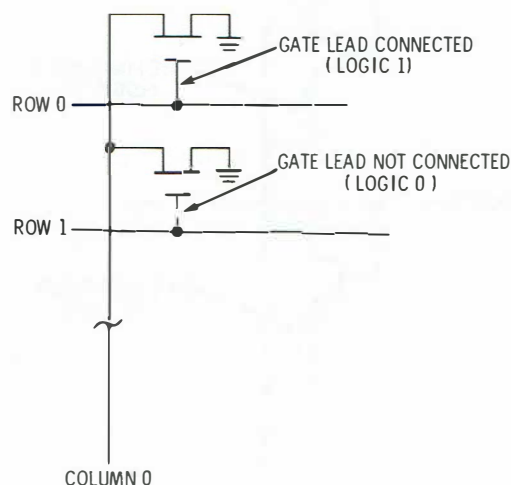 GATE LEAD CONNECTED
(LOGIC 1)
ROW 0
GATE LEAD NOT CONNECTED
(LOGIC 0)
ROW 1
COLUMN 0